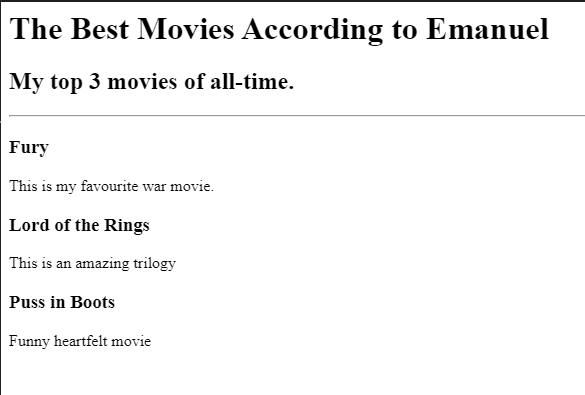 The Best Movies According to Emanuel
My top 3 movies of all-time.
Fury
This is my favourite war movie.
Lord of the Rings
This is an amazing trilogy
Puss in Boots
Funny heartfelt movie